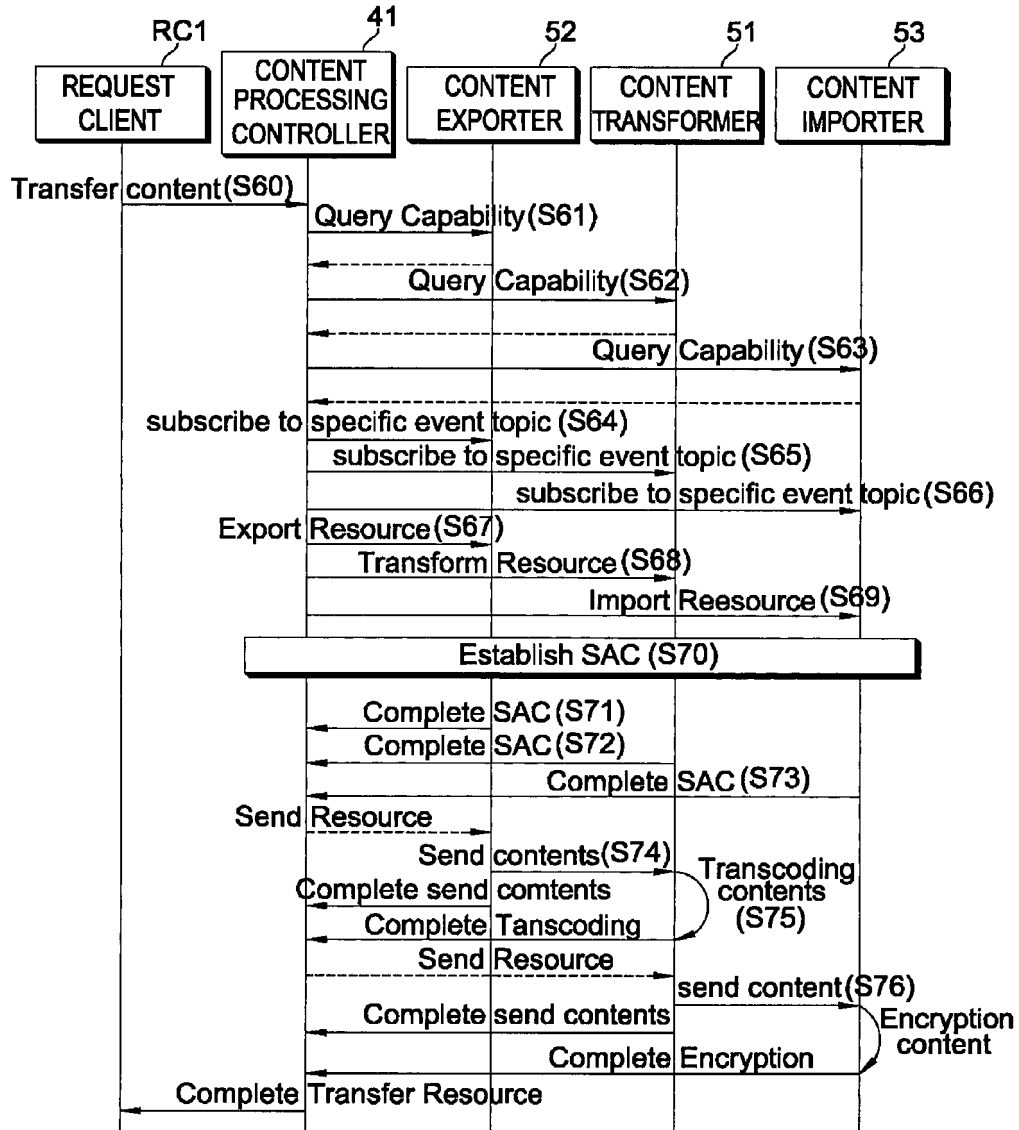 RC1
41
52
51
53
REQUEST
CLIENT
CONTENT
PROCESSING
CONTROLLER
CONTENT
EXPORTER
CONTENT
TRANSFORMER
CONTENT
IMPORTER
Transfer content(S60)
Query Capability(S61)
Query Capability(S62)
Query Capability(S63)
subscribe to specific event topic (S64)
subscribe to specific event topic (S65)
subscribe to specific event topic (S66)
Export Resource(S67)
Transform Resource(S68)
Import Reesource(S69)
Establish SAC (S70)
Complete SAC (S71)
Complete SAC (S72)
Complete SAC (S73)
Send Resource
Send contents(S74)
Transcoding
contents
(S75)
Complete send comtents
Complete Tanscoding
Send Resource
send content(S76)
Complete send contents
Encryption
content
Complete Encryption
Complete Transfer Resource